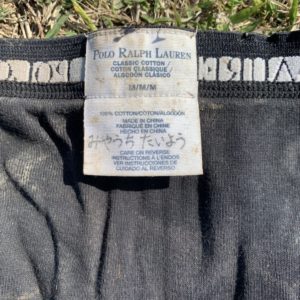 POLO RALPH LAUREN
CLASSIC COTTON/
COTON CLASSIQUE/
ALGODÓN CLÁSICO
M/M/M
100% COTTON/COTON/ALGODON
MADE IN CHINA
FABRIQUÉ EN CHINE
HECHO EN CHINA
みやうち たいよう
CARE ON REVERSE
INSTRUCTIONS A L'ENDOS
VER INSTRUCCIONES DE
CUIDADO AL REVERSO